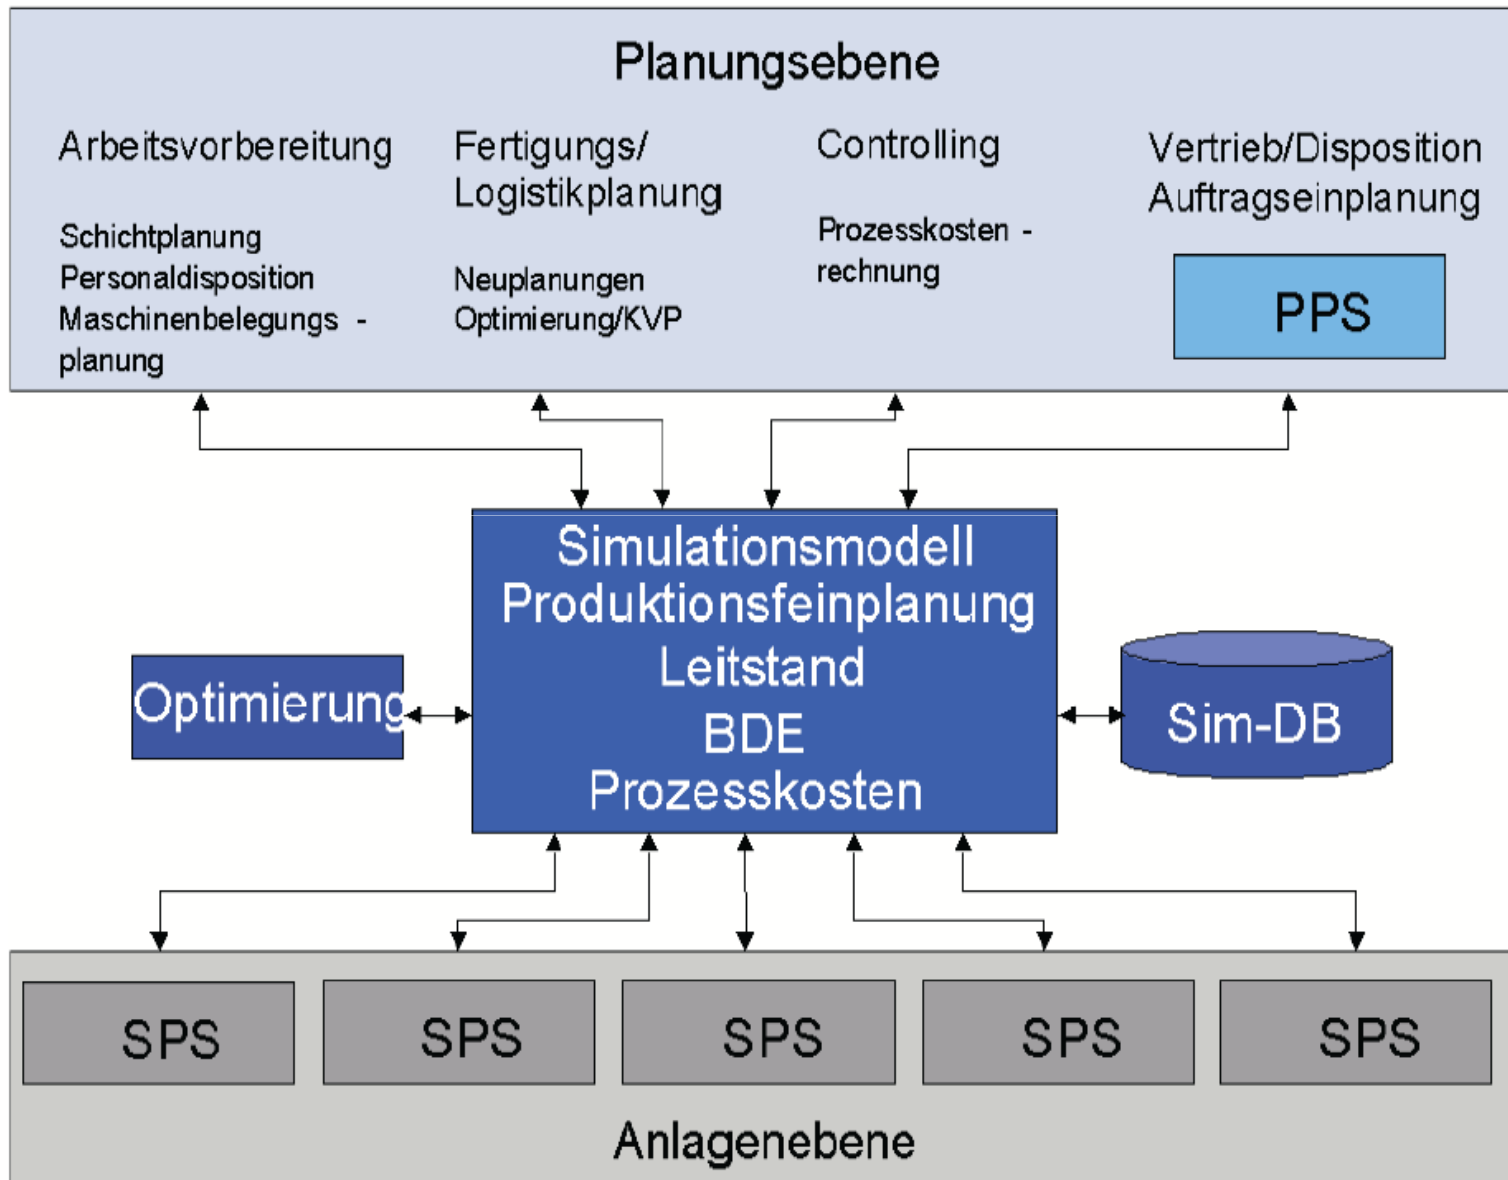 Planungsebene
Arbeitsvorbereitung
Schichtplanung
Personaldisposition
Maschinenbelegungs -
planung
Fertigungs/
Logistikplanung
Neuplanungen
Optimierung/KVP
Controlling
Prozesskosten -
rechnung
Vertrieb/Disposition
Auftragseinplanung
PPS
Simulationsmodell
Produktionsfeinplanung
Leitstand
BDE
Prozesskosten
Optimierung
Sim-DB
SPS
SPS
SPS
SPS
SPS
Anlagenebene